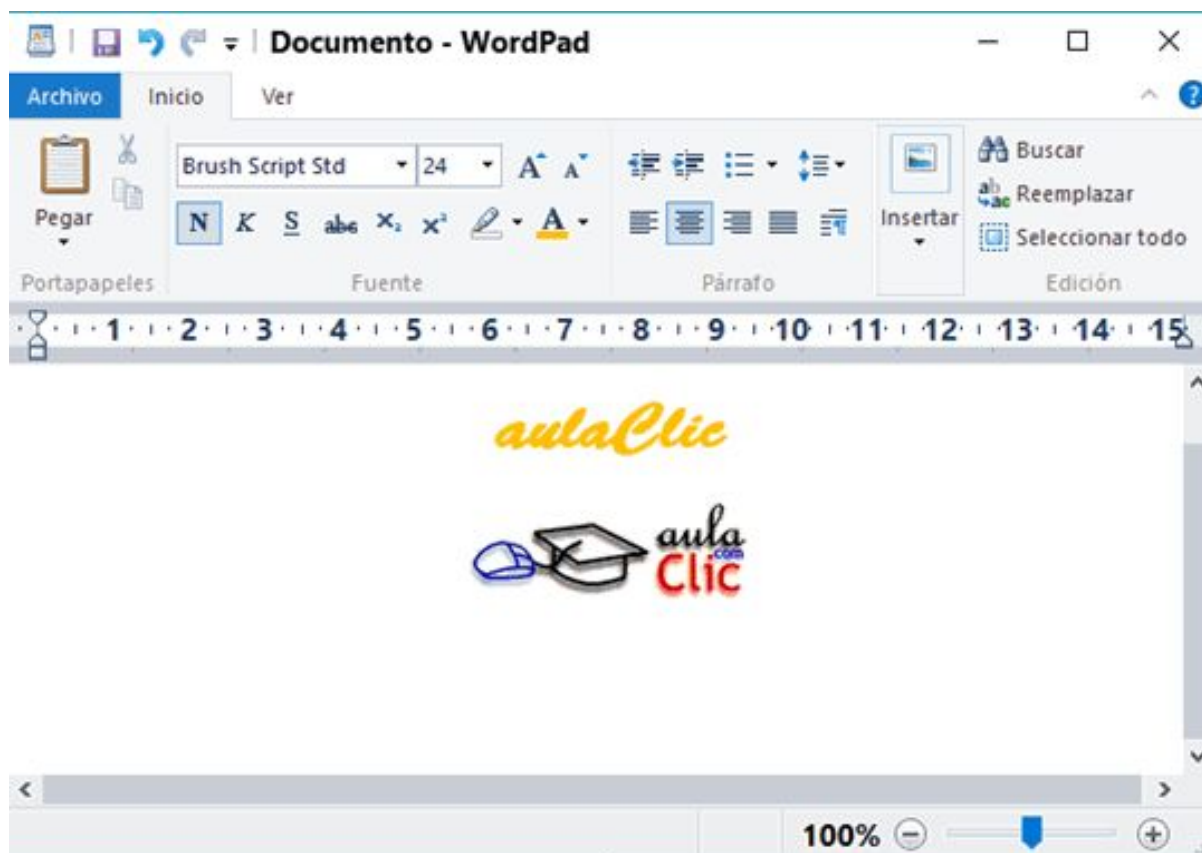 Documento - WordPad
Archivo Inicio Ver
Pegar
Portapapeles
Brush Script Std 24 A A
N K S abc X₂ X² A
Fuente
Párrafo
Insertar
Buscar
Reemplazar
Seleccionar todo
Edición
1 2 3 4 5 6 7 8 9 10 11 12 13 14 15
aulaClic
aula
.com
Clic
100%